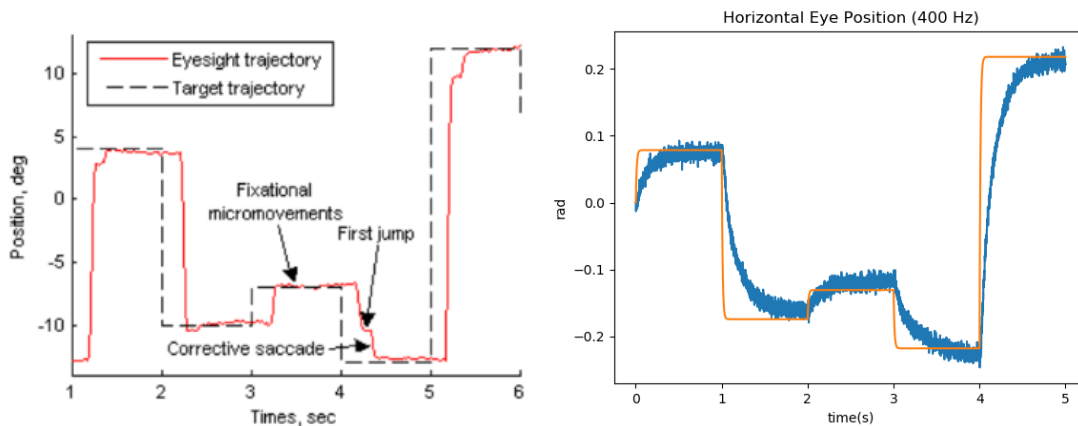 Eyesight trajectory
Target trajectory
10
5
0
-5
-10
Position, deg
Fixational
micromovements
First jump
Corrective saccade
1 2 3 4 5 6
Times, sec
Horizontal Eye Position (400 Hz)
0.2
0.1
0.0
−0.1
−0.2
rad
0 1 2 3 4 5
time(s)